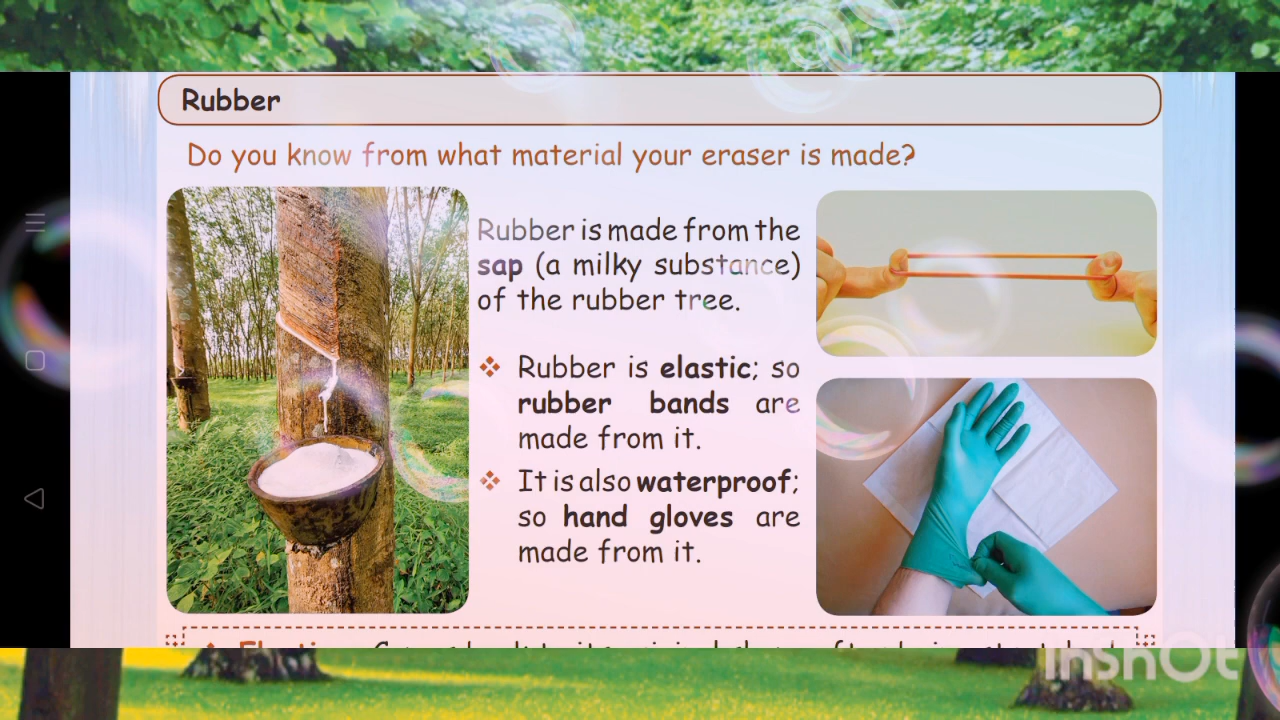 Rubber
Do you know from what material your eraser is made?
Rubber is made from the
sap (a milky substance)
of the rubber tree.
❖ Rubber is elastic; so
rubber bands are
made from it.
❖ It is also waterproof;
so hand gloves are
made from it.
Elastic
InShOt